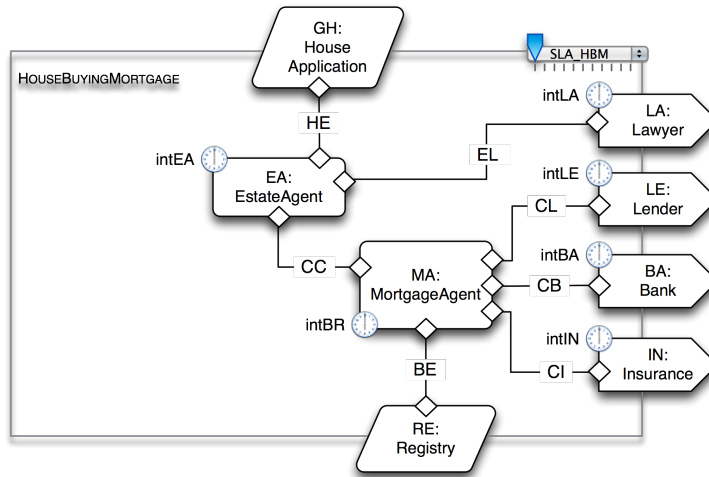 GH:
House
Application
SLA_HBM
HOUSEBUYINGMORTGAGE
intLA
LA:
Lawyer
HE
EL
intEA
EA:
EstateAgent
intLE
LE:
Lender
CL
CC
MA:
MortgageAgent
intBA
BA:
Bank
CB
intBR
intIN
IN:
Insurance
CI
BE
RE:
Registry